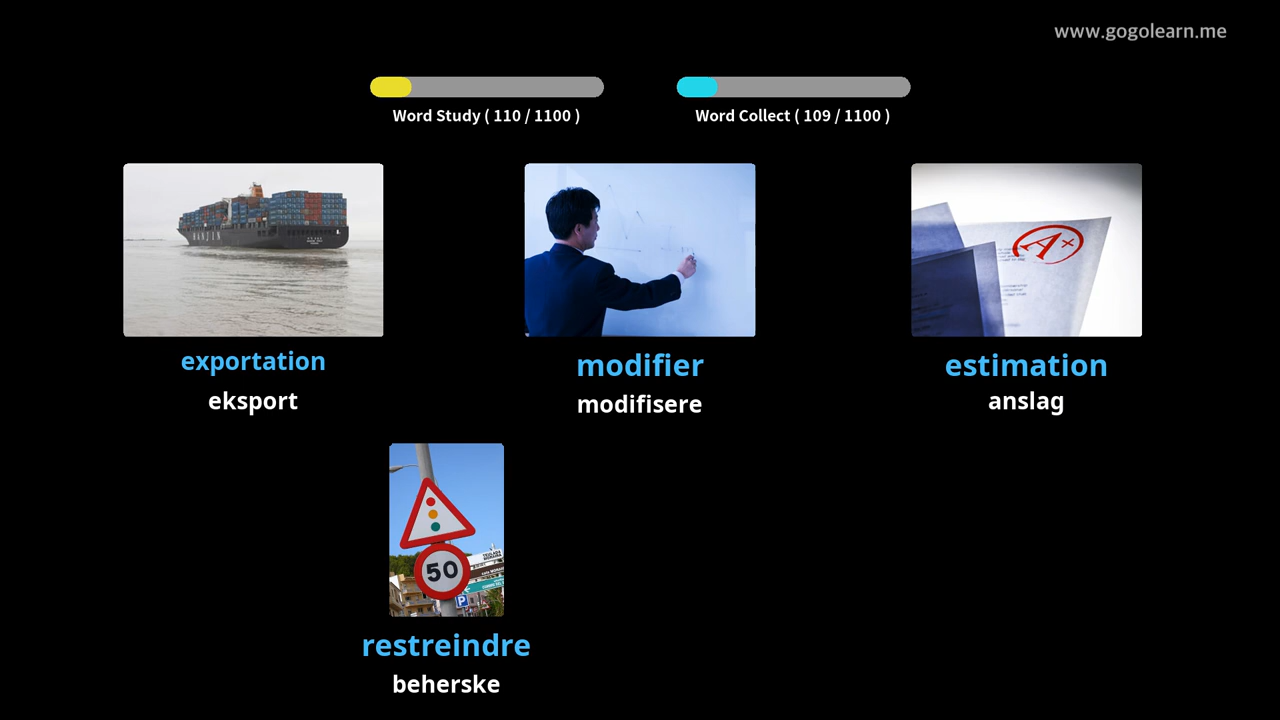 www.gogolearn.me
Word Study ( 110 / 1100 )
Word Collect ( 109 / 1100 )
HANJIN
A+
exportation
modifier
estimation
eksport
modifisere
anslag
50
P
restreindre
beherske